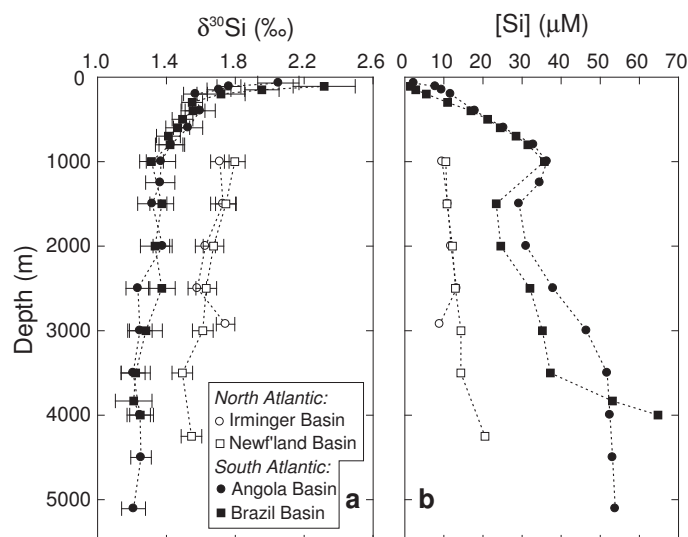 δ³⁰Si (‰)
[Si] (μM)
1.0 1.4 1.8 2.2 2.6
0 10 20 30 40 50 60 70
0
1000
2000
3000
4000
5000
Depth (m)
North Atlantic:
Irminger Basin
Newf'land Basin
South Atlantic:
Angola Basin
Brazil Basin
a
b